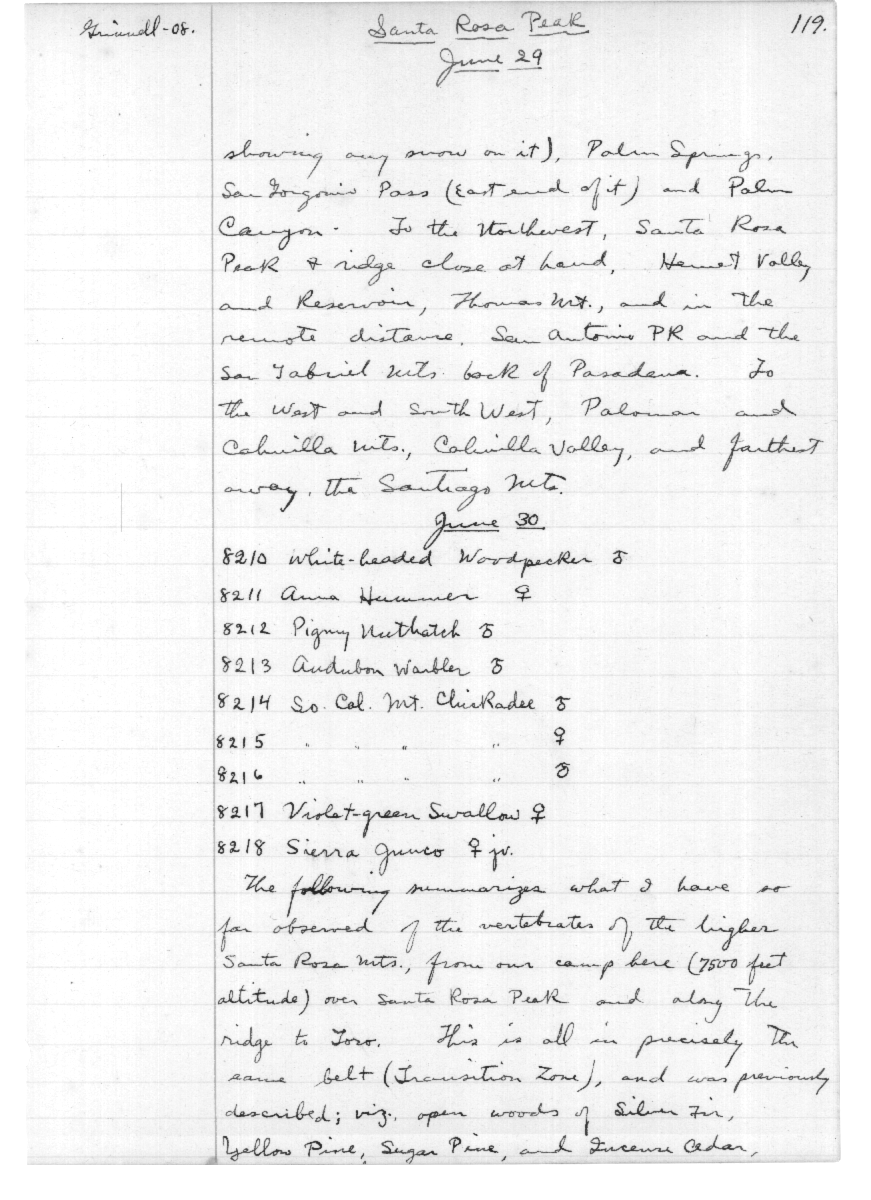 Grinnell-08.
Santa Rosa Peak
119.
June 29
showing any snow on it), Palm Springs,
San Gorgonio Pass (East end of it) and Palm
Canyon. To the Northwest, Santa Rosa
Peak & ridge close at hand, Hemet Valley
and Reservoir, Thomas Mt., and in the
remote distance, San Antonio PK and the
San Gabriel Mts. back of Pasadena. To
the West and South West, Palomar and
Cahuilla Mts., Cahuilla Valley, and farthest
away, the Santiago Mts.
June 30
8210 White-headed Woodpecker ♂
8211 Anna Hummer ♀
8212 Pigmy Nuthatch ♂
8213 Audubon Warbler ♂
8214 So. Cal. Mt. Chickadee ♂
8215 " " " " ♀
8216 " " " " ♂
8217 Violet-green Swallow ♀
8218 Sierra Junco ♀ jv.
The following summarizes what I have so
far observed of the vertebrates of the higher
Santa Rosa Mts., from our camp here (7500 feet
altitude) over Santa Rosa Peak and along the
ridge to Toro. This is all in precisely the
same belt (Transition Zone), and was previously
described; viz., open woods of Silver Fir,
Yellow Pine, Sugar Pine, and Incense Cedar,